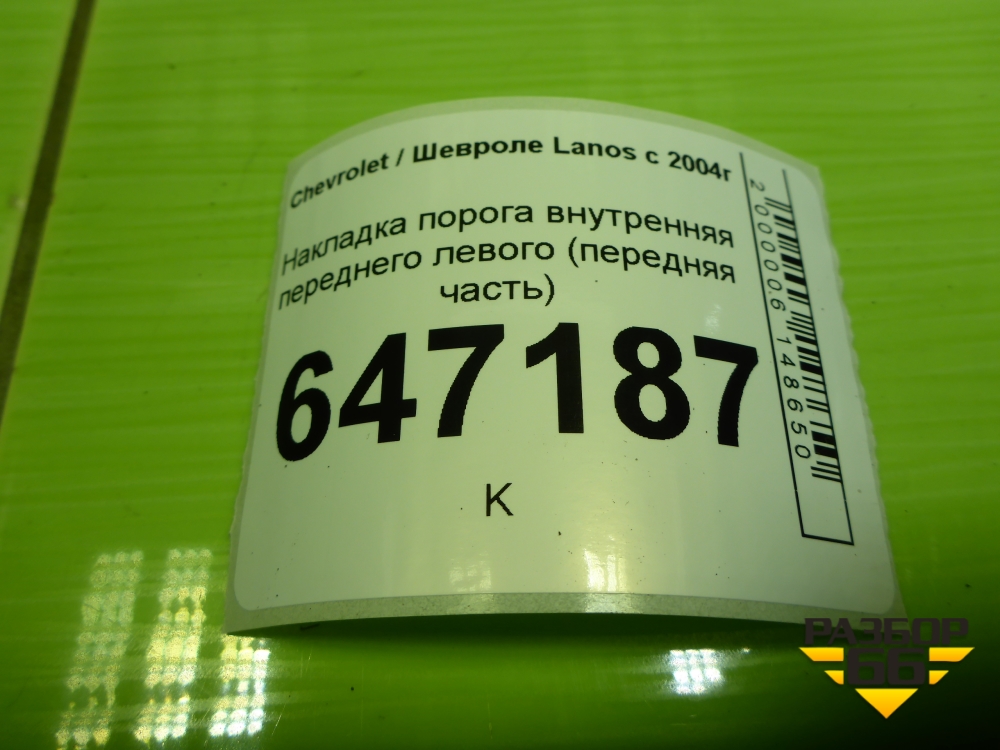 Chevrolet / Шевроле Lanos с 2004г
Накладка порога внутренняя
переднего левого (передняя
часть)
647187
К
2000006148650
РАЗБОР
66